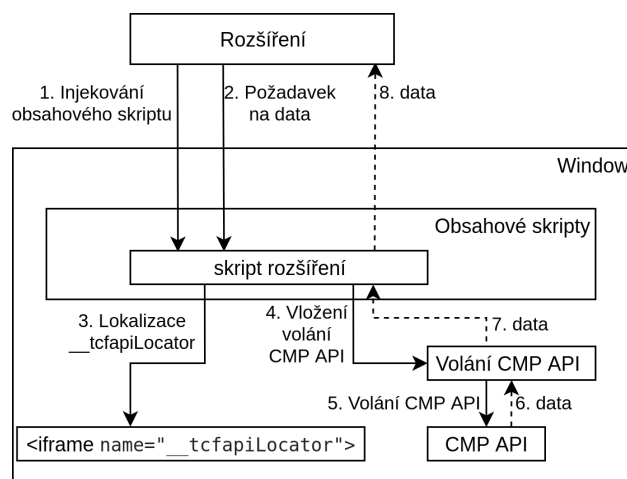 Rozšíření
1. Injekování
obsahového skriptu
2. Požadavek
na data
8. data
Window
Obsahové skripty
skript rozšíření
3. Lokalizace
__tcfapiLocator
4. Vložení
volání
CMP API
7. data
Volání CMP API
5. Volání CMP API
6. data
<iframe name="__tcfapiLocator">
CMP API